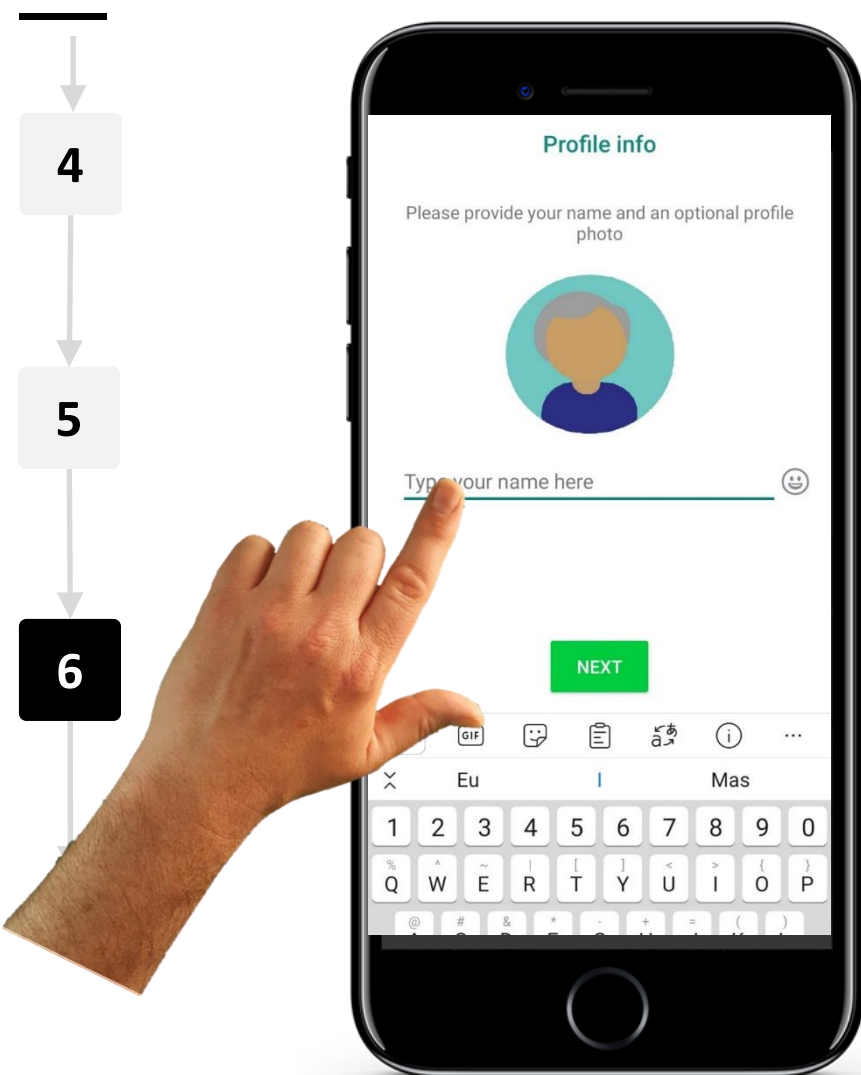 4
5
6
Profile info
Please provide your name and an optional profile
photo
Type your name here
NEXT
GIF
Eu I Mas
1 2 3 4 5 6 7 8 9 0
% ^ ~ | [ ] < > { }
Q W E R T Y U I O P
@ # & * - + = ( )